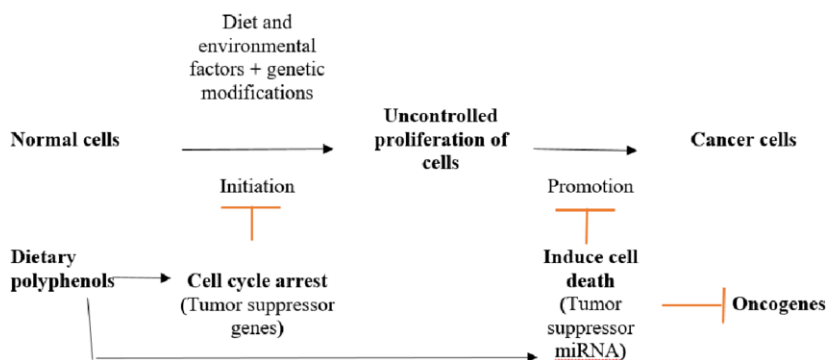 Diet and
environmental
factors + genetic
modifications
Normal cells
Uncontrolled
proliferation of
cells
Cancer cells
Initiation
Promotion
Dietary
polyphenols
Cell cycle arrest
(Tumor suppressor
genes)
Induce cell
death
(Tumor
suppressor
miRNA)
Oncogenes